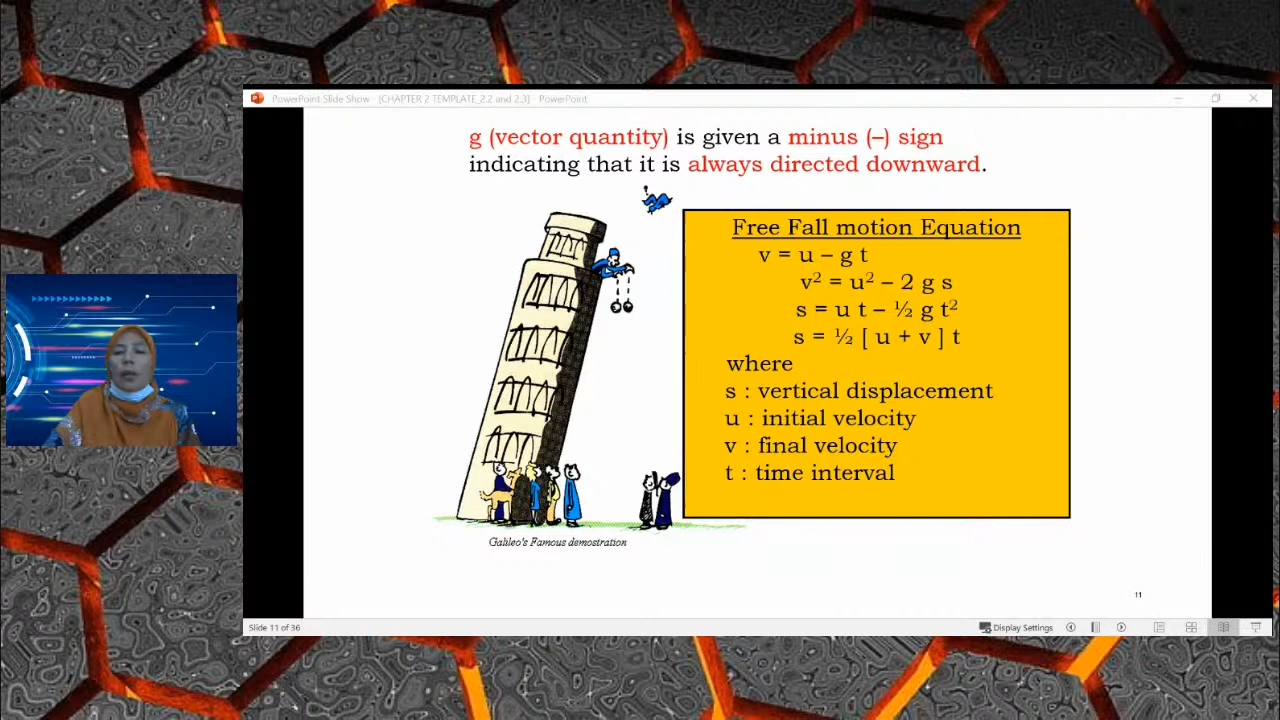 PowerPoint Slide Show - [CHAPTER 2 TEMPLATE_2.2 and 2.3] - PowerPoint
g (vector quantity) is given a minus (–) sign
indicating that it is always directed downward.
Free Fall motion Equation
v = u – g t
v² = u² – 2 g s
s = u t – ½ g t²
s = ½ [ u + v ] t
where
s : vertical displacement
u : initial velocity
v : final velocity
t : time interval
Galileo's Famous demostration
11
Slide 11 of 36
Display Settings